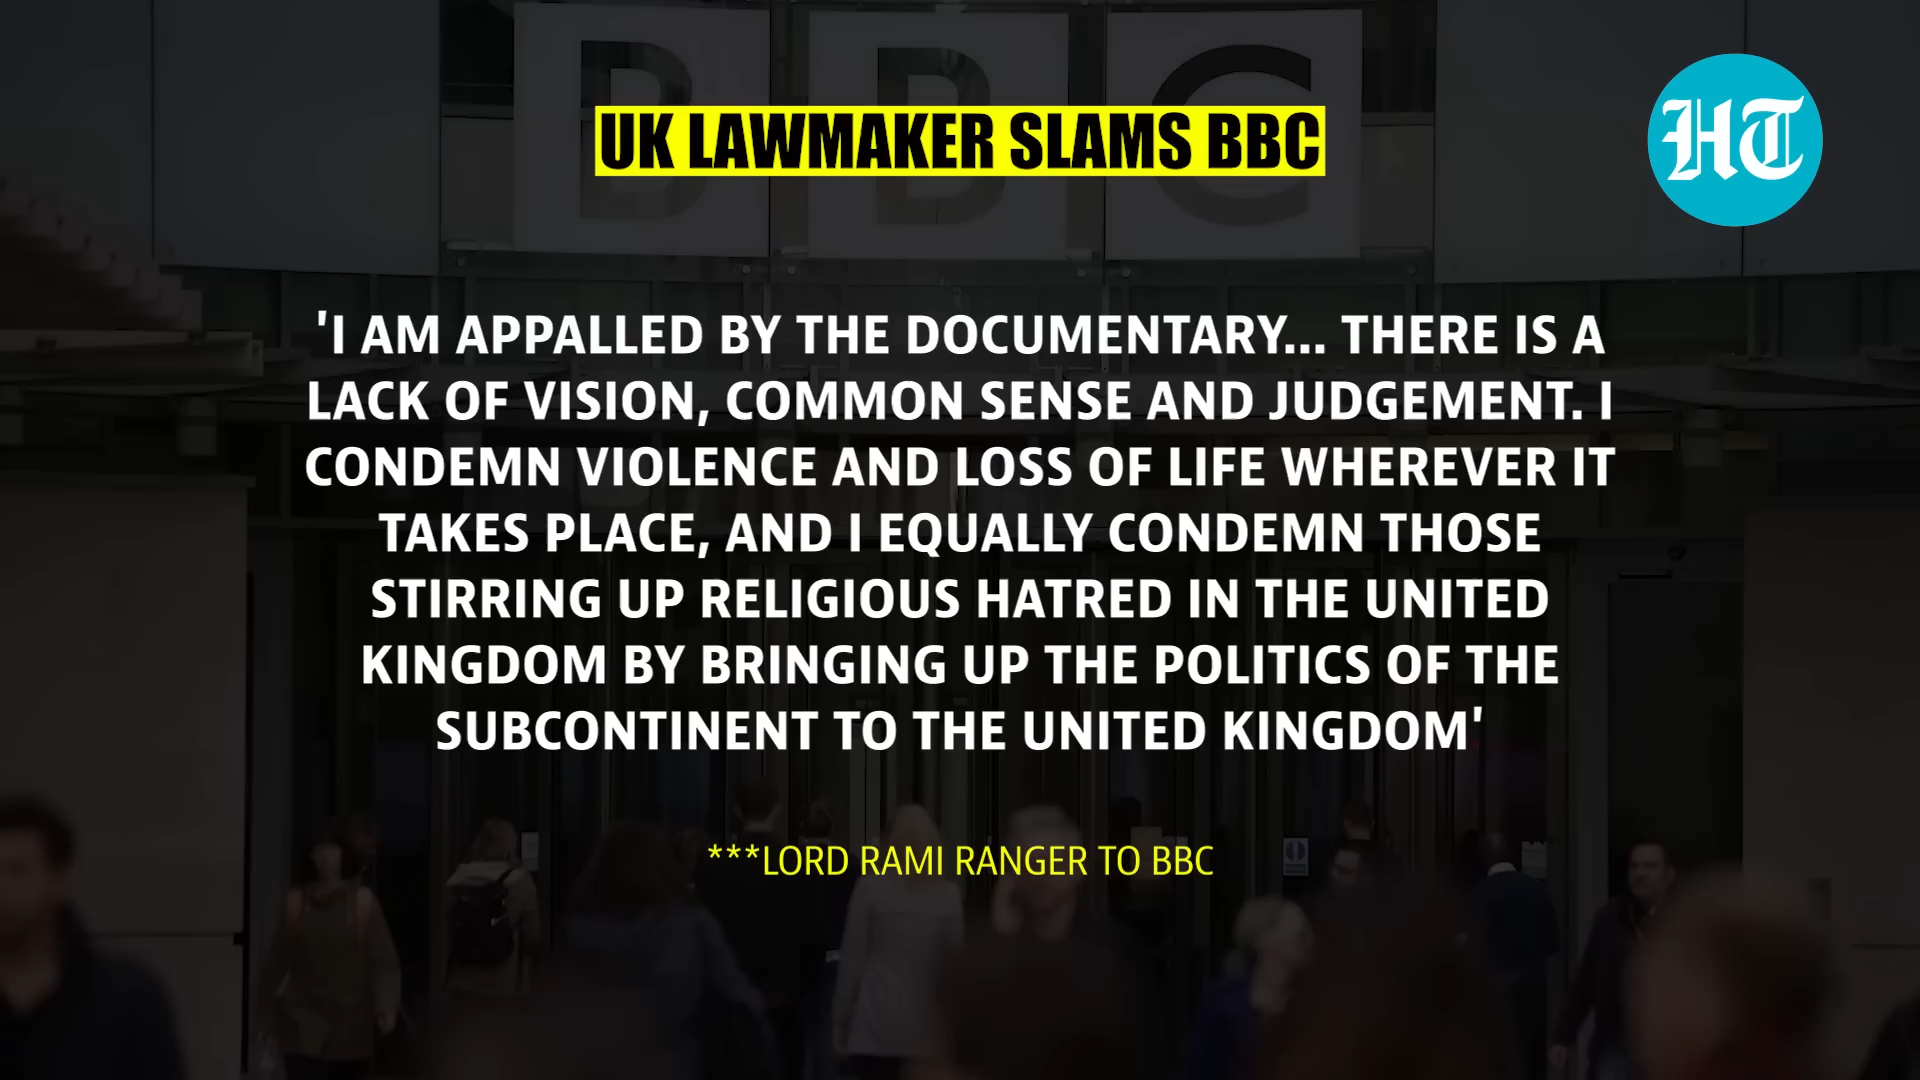 BBC
UK LAWMAKER SLAMS BBC
HT
'I AM APPALLED BY THE DOCUMENTARY... THERE IS A
LACK OF VISION, COMMON SENSE AND JUDGEMENT. I
CONDEMN VIOLENCE AND LOSS OF LIFE WHEREVER IT
TAKES PLACE, AND I EQUALLY CONDEMN THOSE
STIRRING UP RELIGIOUS HATRED IN THE UNITED
KINGDOM BY BRINGING UP THE POLITICS OF THE
SUBCONTINENT TO THE UNITED KINGDOM'
***LORD RAMI RANGER TO BBC